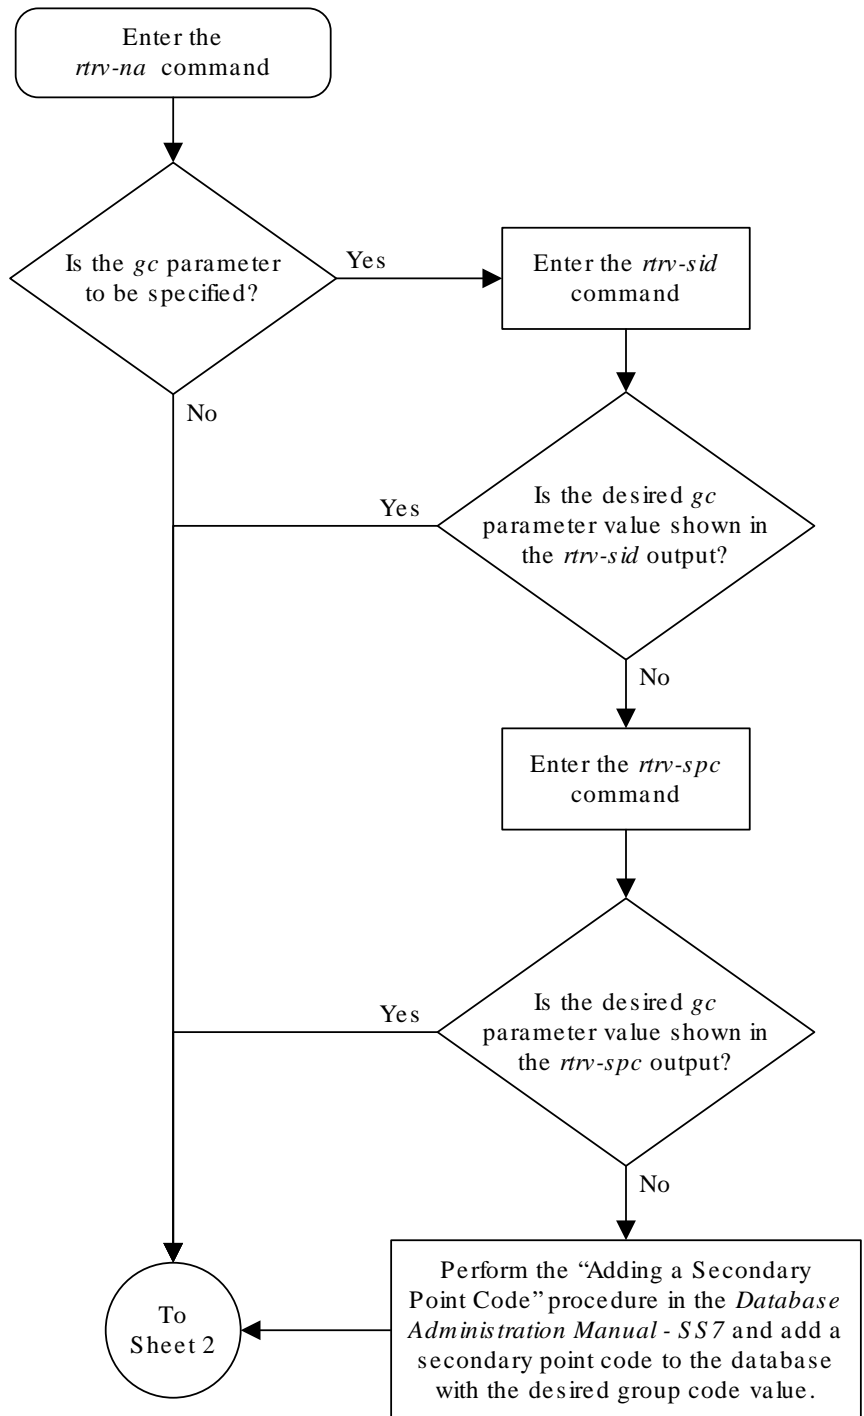 Enter the
rtrv-na command
Is the gc parameter
to be specified?
Yes
Enter the rtrv-sid
command
No
Yes
Is the desired gc
parameter value shown in
the rtrv-sid output?
No
Enter the rtrv-spc
command
Yes
Is the desired gc
parameter value shown in
the rtrv-spc output?
No
To
Sheet 2
Perform the “Adding a Secondary
Point Code” procedure in the Database
Administration Manual - SS7 and add a
secondary point code to the database
with the desired group code value.